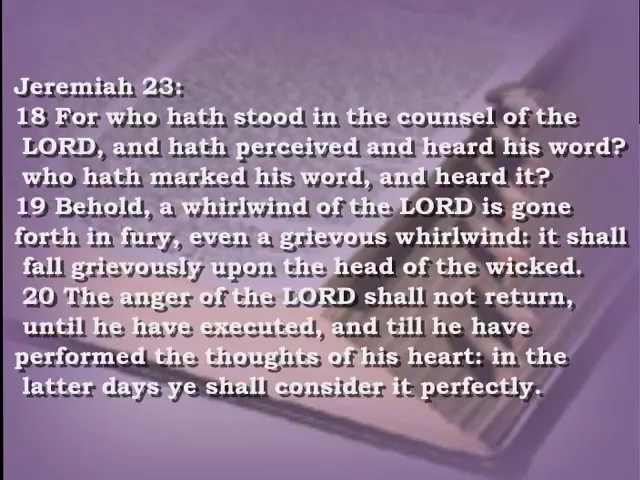 Jeremiah 23:
18 For who hath stood in the counsel of the
LORD, and hath perceived and heard his word?
who hath marked his word, and heard it?
19 Behold, a whirlwind of the LORD is gone
forth in fury, even a grievous whirlwind: it shall
fall grievously upon the head of the wicked.
20 The anger of the LORD shall not return,
until he have executed, and till he have
performed the thoughts of his heart: in the
latter days ye shall consider it perfectly.